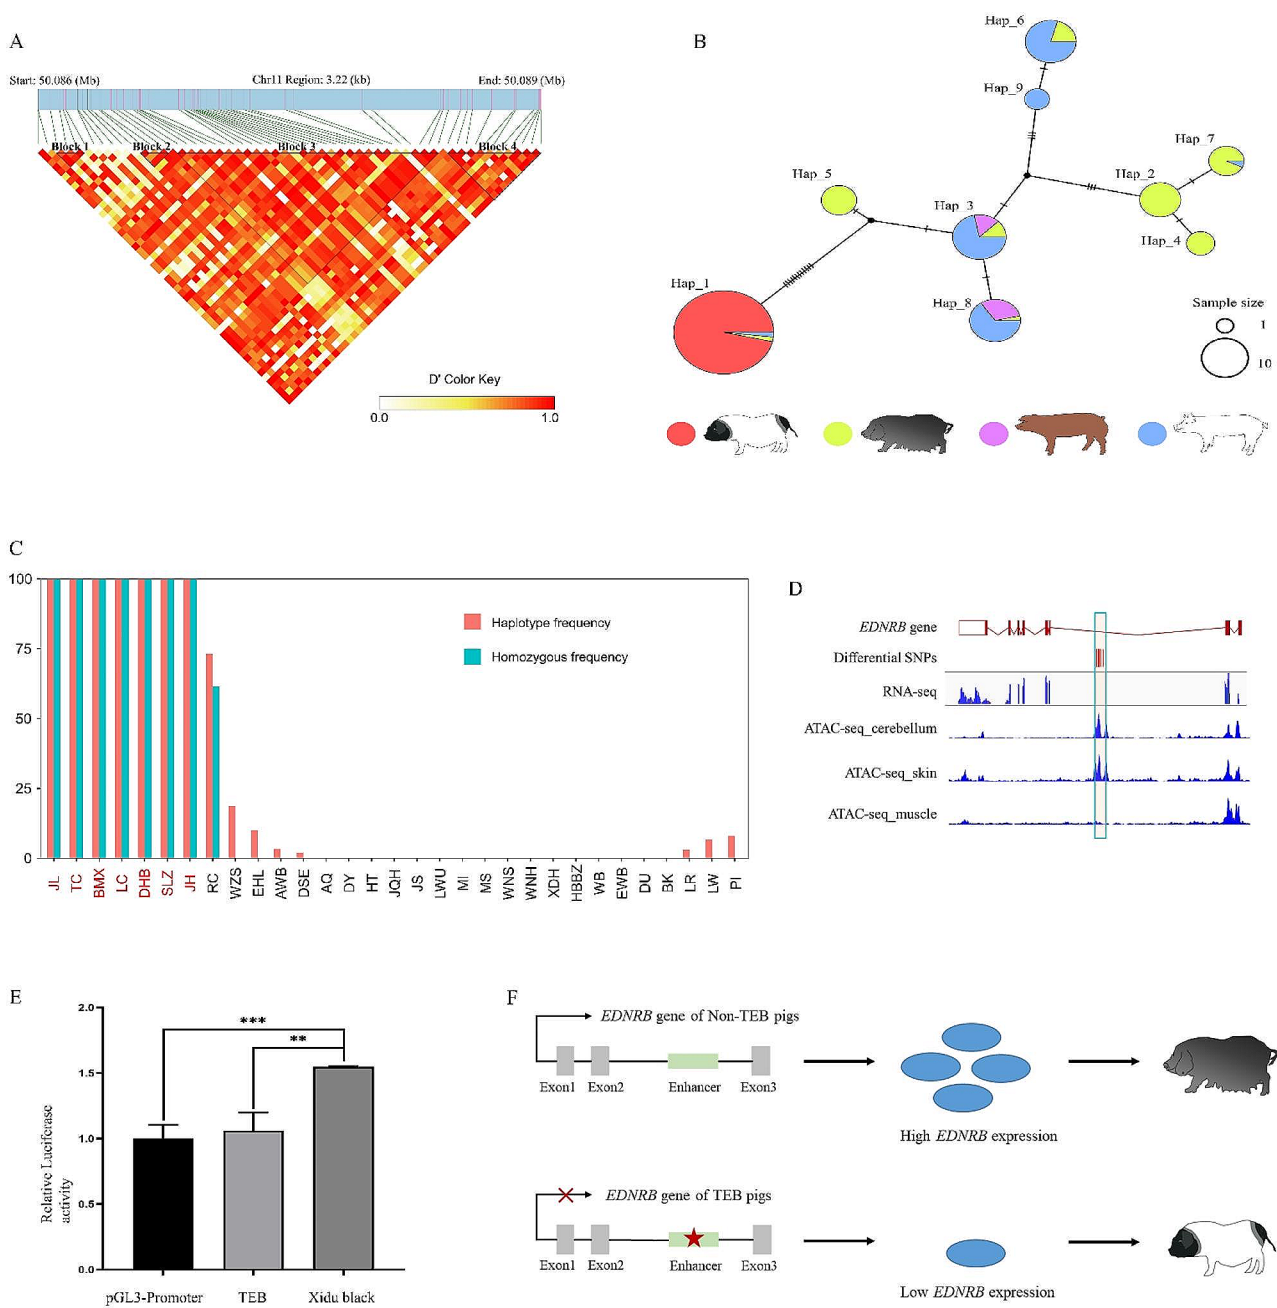 A
Start: 50.086 (Mb)
Chr11 Region: 3.22 (kb)
End: 50.089 (Mb)
Block 1
Block 2
Block 3
Block 4
D' Color Key
0.0
1.0
B
Hap_6
Hap_9
Hap_7
Hap_5
Hap_2
Hap_3
Hap_4
Hap_1
Hap_8
Sample size
1
10
C
100
75
50
25
0
Haplotype frequency
Homozygous frequency
JL
TC
BMX
LC
DHB
SLZ
JH
RC
WZS
EHL
AWB
DSE
AQ
DY
HT
JQH
JS
LWU
MI
MS
WNS
WNH
XDH
HBBZ
WB
EWB
DU
BK
LR
LW
PI
D
EDNRB gene
Differential SNPs
RNA-seq
ATAC-seq_cerebellum
ATAC-seq_skin
ATAC-seq_muscle
E
2.0
1.5
1.0
0.5
0.0
Relative Luciferase
activity
***
**
pGL3-Promoter
TEB
Xidu black
F
EDNRB gene of Non-TEB pigs
Exon1
Exon2
Enhancer
Exon3
High EDNRB expression
EDNRB gene of TEB pigs
Exon1
Exon2
Enhancer
Exon3
Low EDNRB expression